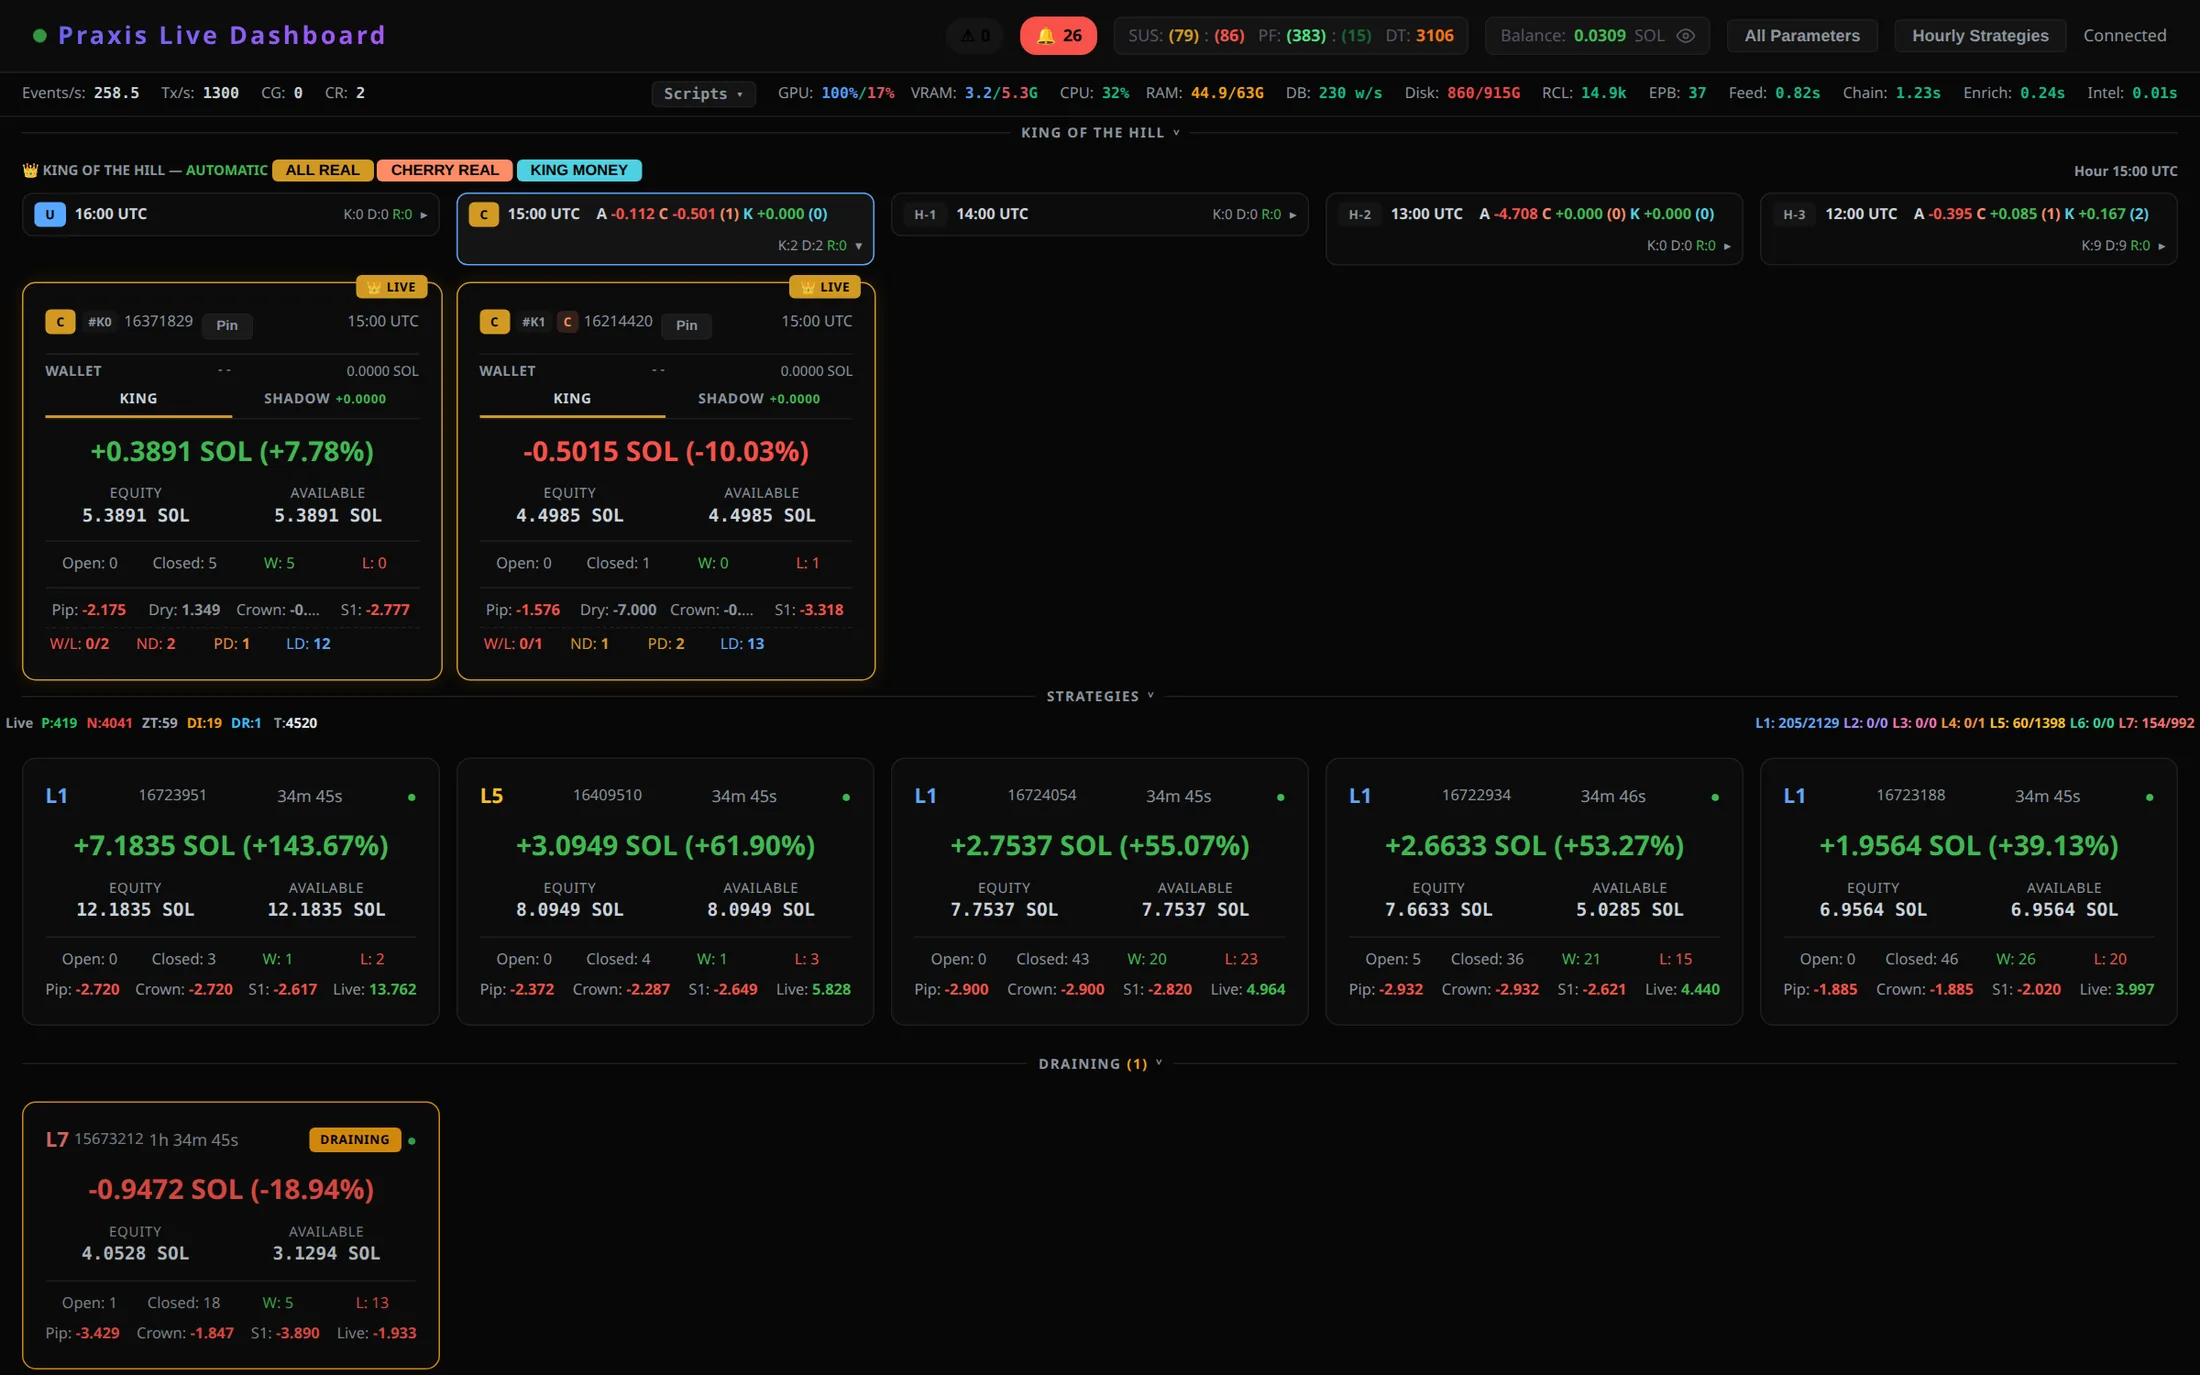 Praxis Live Dashboard ⚠ 0 🔔 26 SUS: (79) : (86) PF: (383) : (15) DT: 3106 Balance: 0.0309 SOL All Parameters Hourly Strategies Connected
Events/s: 258.5 Tx/s: 1300 CG: 0 CR: 2 Scripts ▾ GPU: 100%/17% VRAM: 3.2/5.3G CPU: 32% RAM: 44.9/63G DB: 230 w/s Disk: 860/915G RCL: 14.9k EPB: 37 Feed: 0.82s Chain: 1.23s Enrich: 0.24s Intel: 0.01s
KING OF THE HILL ˅
👑 KING OF THE HILL — AUTOMATIC ALL REAL CHERRY REAL KING MONEY Hour 15:00 UTC
U 16:00 UTC K:0 D:0 R:0 ▸
C 15:00 UTC A -0.112 C -0.501 (1) K +0.000 (0)
K:2 D:2 R:0 ▾
H-1 14:00 UTC K:0 D:0 R:0 ▸
H-2 13:00 UTC A -4.708 C +0.000 (0) K +0.000 (0)
K:0 D:0 R:0 ▸
H-3 12:00 UTC A -0.395 C +0.085 (1) K +0.167 (2)
K:9 D:9 R:0 ▸
👑 LIVE
C #K0 16371829 Pin 15:00 UTC
WALLET -- 0.0000 SOL
KING SHADOW +0.0000
+0.3891 SOL (+7.78%)
EQUITY AVAILABLE
5.3891 SOL 5.3891 SOL
Open: 0 Closed: 5 W: 5 L: 0
Pip: -2.175 Dry: 1.349 Crown: -0.... S1: -2.777
W/L: 0/2 ND: 2 PD: 1 LD: 12
👑 LIVE
C #K1 C 16214420 Pin 15:00 UTC
WALLET -- 0.0000 SOL
KING SHADOW +0.0000
-0.5015 SOL (-10.03%)
EQUITY AVAILABLE
4.4985 SOL 4.4985 SOL
Open: 0 Closed: 1 W: 0 L: 1
Pip: -1.576 Dry: -7.000 Crown: -0.... S1: -3.318
W/L: 0/1 ND: 1 PD: 2 LD: 13
STRATEGIES ˅
Live P:419 N:4041 ZT:59 DI:19 DR:1 T:4520 L1: 205/2129 L2: 0/0 L3: 0/0 L4: 0/1 L5: 60/1398 L6: 0/0 L7: 154/992
L1 16723951 34m 45s
+7.1835 SOL (+143.67%)
EQUITY AVAILABLE
12.1835 SOL 12.1835 SOL
Open: 0 Closed: 3 W: 1 L: 2
Pip: -2.720 Crown: -2.720 S1: -2.617 Live: 13.762
L5 16409510 34m 45s
+3.0949 SOL (+61.90%)
EQUITY AVAILABLE
8.0949 SOL 8.0949 SOL
Open: 0 Closed: 4 W: 1 L: 3
Pip: -2.372 Crown: -2.287 S1: -2.649 Live: 5.828
L1 16724054 34m 45s
+2.7537 SOL (+55.07%)
EQUITY AVAILABLE
7.7537 SOL 7.7537 SOL
Open: 0 Closed: 43 W: 20 L: 23
Pip: -2.900 Crown: -2.900 S1: -2.820 Live: 4.964
L1 16722934 34m 46s
+2.6633 SOL (+53.27%)
EQUITY AVAILABLE
7.6633 SOL 5.0285 SOL
Open: 5 Closed: 36 W: 21 L: 15
Pip: -2.932 Crown: -2.932 S1: -2.621 Live: 4.440
L1 16723188 34m 45s
+1.9564 SOL (+39.13%)
EQUITY AVAILABLE
6.9564 SOL 6.9564 SOL
Open: 0 Closed: 46 W: 26 L: 20
Pip: -1.885 Crown: -1.885 S1: -2.020 Live: 3.997
DRAINING (1) ˅
L7 15673212 1h 34m 45s DRAINING
-0.9472 SOL (-18.94%)
EQUITY AVAILABLE
4.0528 SOL 3.1294 SOL
Open: 1 Closed: 18 W: 5 L: 13
Pip: -3.429 Crown: -1.847 S1: -3.890 Live: -1.933